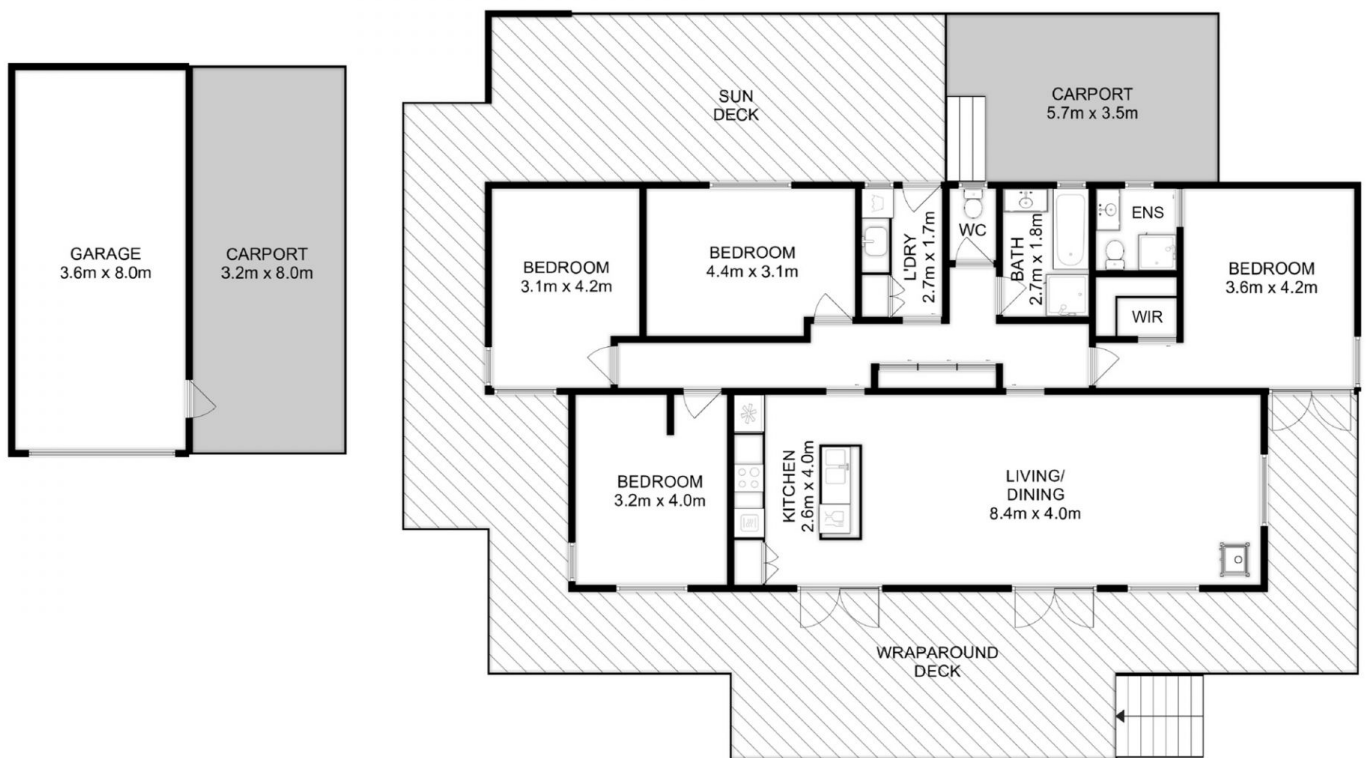 GARAGE
3.6m x 8.0m
CARPORT
3.2m x 8.0m
SUN
DECK
CARPORT
5.7m x 3.5m
BEDROOM
3.1m x 4.2m
BEDROOM
4.4m x 3.1m
L'DRY
2.7m x 1.7m
WC
BATH
2.7m x 1.8m
ENS
WIR
BEDROOM
3.6m x 4.2m
BEDROOM
3.2m x 4.0m
KITCHEN
2.6m x 4.0m
LIVING/
DINING
8.4m x 4.0m
WRAPAROUND
DECK